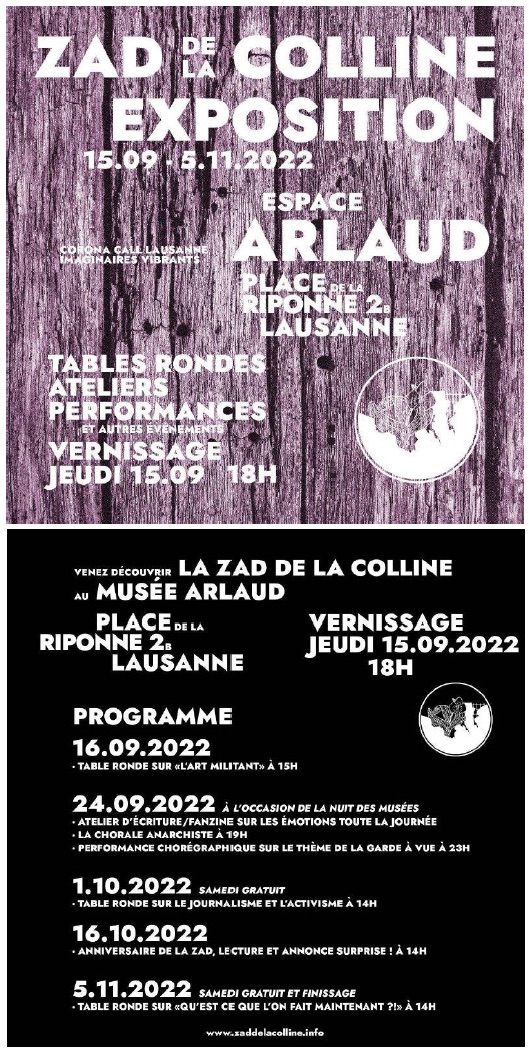 ZAD DE LA COLLINE
EXPOSITION
15.09 - 5.11.2022
ESPACE
ARLAUD
CORONA CALL LAUSANNE
IMAGINAIRES VIBRANTS
PLACE DE LA
RIPONNE 2B
LAUSANNE
TABLES RONDES
ATELIERS
PERFORMANCES
ET AUTRES ÉVÉNEMENTS
VERNISSAGE
JEUDI 15.09 18H
VENEZ DÉCOUVRIR LA ZAD DE LA COLLINE
AU MUSÉE ARLAUD
PLACE DE LA
RIPONNE 2B
LAUSANNE
VERNISSAGE
JEUDI 15.09.2022
18H
PROGRAMME
16.09.2022
• TABLE RONDE SUR «L'ART MILITANT» À 15H
24.09.2022 À L'OCCASION DE LA NUIT DES MUSÉES
• ATELIER D'ÉCRITURE/FANZINE SUR LES ÉMOTIONS TOUTE LA JOURNÉE
• LA CHORALE ANARCHISTE À 19H
• PERFORMANCE CHORÉGRAPHIQUE SUR LE THÈME DE LA GARDE À VUE À 23H
1.10.2022 SAMEDI GRATUIT
• TABLE RONDE SUR LE JOURNALISME ET L'ACTIVISME À 14H
16.10.2022
• ANNIVERSAIRE DE LA ZAD, LECTURE ET ANNONCE SURPRISE ! À 14H
5.11.2022 SAMEDI GRATUIT ET FINISSAGE
• TABLE RONDE SUR «QU'EST CE QUE L'ON FAIT MAINTENANT ?!» À 14H
www.zaddelacolline.info